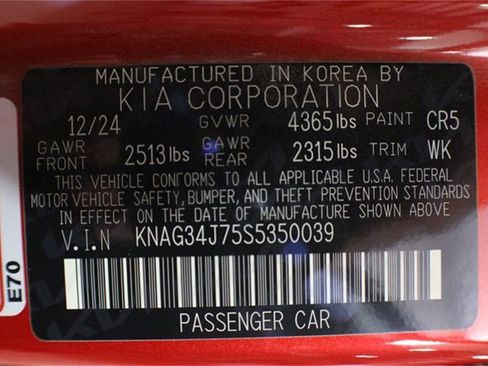 MANUFACTURED IN KOREA BY
KIA CORPORATION
12/24 GVWR 4365 lbs PAINT CR5
GAWR FRONT 2513 lbs GAWR REAR 2315 lbs TRIM WK
THIS VEHICLE CONFORMS TO ALL APPLICABLE U.S.A. FEDERAL
MOTOR VEHICLE SAFETY, BUMPER, AND THEFT PREVENTION STANDARDS
IN EFFECT ON THE DATE OF MANUFACTURE SHOWN ABOVE
V.I.N KNAG34J75S5350039
PASSENGER CAR
E70